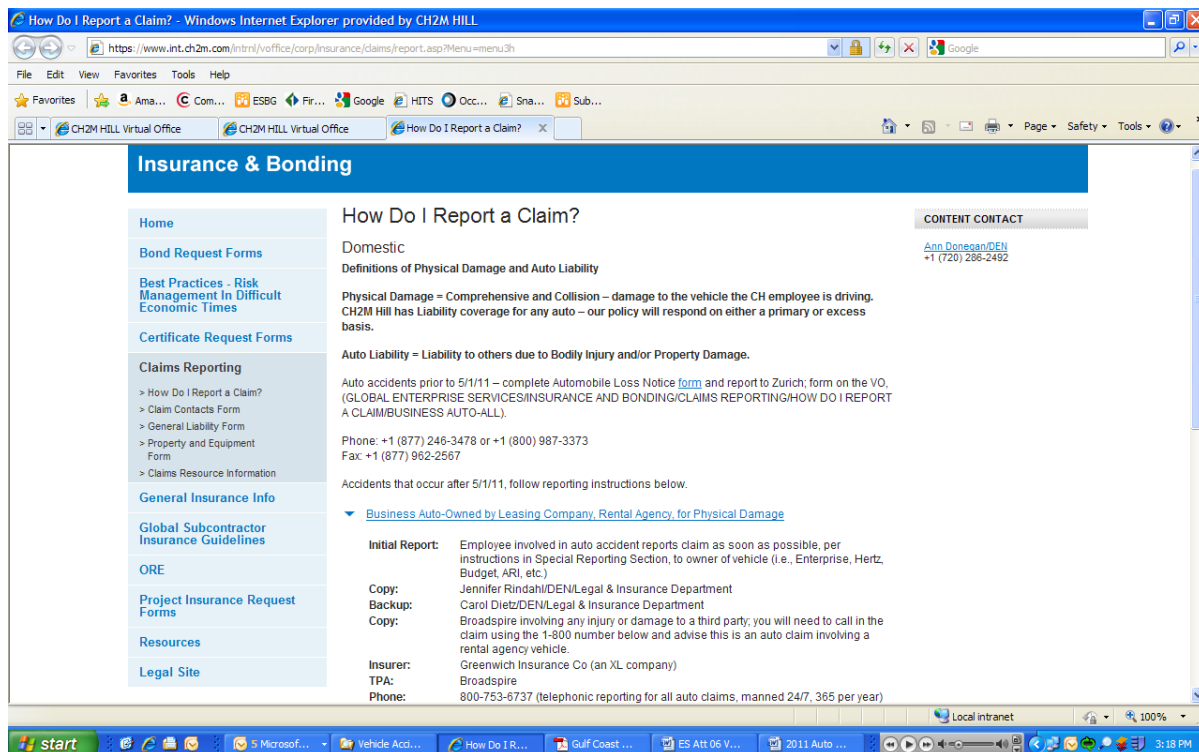 How Do I Report a Claim? - Windows Internet Explorer provided by CH2M HILL
https://www.int.ch2m.com/intrnl/voffice/corp/insurance/claims/report.asp?Menu=menu3h
Google
File Edit View Favorites Tools Help
Favorites Ama... Com... ESBG Fir... Google HITS Occ... Sna... Sub...
CH2M HILL Virtual Office CH2M HILL Virtual Office How Do I Report a Claim? X Page Safety Tools
Insurance & Bonding
Home
Bond Request Forms
Best Practices - Risk
Management In Difficult
Economic Times
Certificate Request Forms
Claims Reporting
> How Do I Report a Claim?
> Claim Contacts Form
> General Liability Form
> Property and Equipment
Form
> Claims Resource Information
General Insurance Info
Global Subcontractor
Insurance Guidelines
ORE
Project Insurance Request
Forms
Resources
Legal Site
How Do I Report a Claim?
Domestic
Definitions of Physical Damage and Auto Liability
Physical Damage = Comprehensive and Collision – damage to the vehicle the CH employee is driving.
CH2M Hill has Liability coverage for any auto – our policy will respond on either a primary or excess
basis.
Auto Liability = Liability to others due to Bodily Injury and/or Property Damage.
Auto accidents prior to 5/1/11 – complete Automobile Loss Notice form and report to Zurich; form on the VO,
(GLOBAL ENTERPRISE SERVICES/INSURANCE AND BONDING/CLAIMS REPORTING/HOW DO I REPORT
A CLAIM/BUSINESS AUTO-ALL).
Phone: +1 (877) 246-3478 or +1 (800) 987-3373
Fax: +1 (877) 962-2567
Accidents that occur after 5/1/11, follow reporting instructions below.
Business Auto-Owned by Leasing Company, Rental Agency, for Physical Damage
Initial Report: Employee involved in auto accident reports claim as soon as possible, per
instructions in Special Reporting Section, to owner of vehicle (i.e., Enterprise, Hertz,
Budget, ARI, etc.)
Copy: Jennifer Rindahl/DEN/Legal & Insurance Department
Backup: Carol Dietz/DEN/Legal & Insurance Department
Copy: Broadspire involving any injury or damage to a third party; you will need to call in the
claim using the 1-800 number below and advise this is an auto claim involving a
rental agency vehicle.
Insurer: Greenwich Insurance Co (an XL company)
TPA: Broadspire
Phone: 800-753-6737 (telephonic reporting for all auto claims, manned 24/7, 365 per year)
CONTENT CONTACT
Ann Donegan/DEN
+1 (720) 286-2492
Local intranet 100%
start 5 Microsof... Vehicle Acci... How Do I R... Gulf Coast ... ES Att 06 V... 2011 Auto ... 3:18 PM